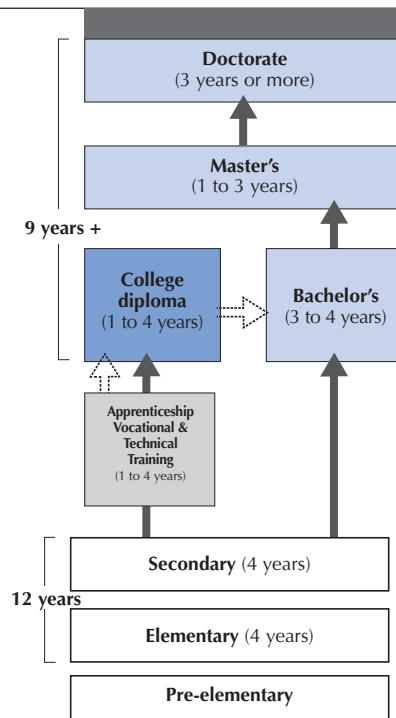 Doctorate
(3 years or more)
Master's
(1 to 3 years)
9 years +
College
diploma
(1 to 4 years)
Bachelor's
(3 to 4 years)
Apprenticeship
Vocational &
Technical
Training
(1 to 4 years)
Secondary (4 years)
12 years
Elementary (4 years)
Pre-elementary